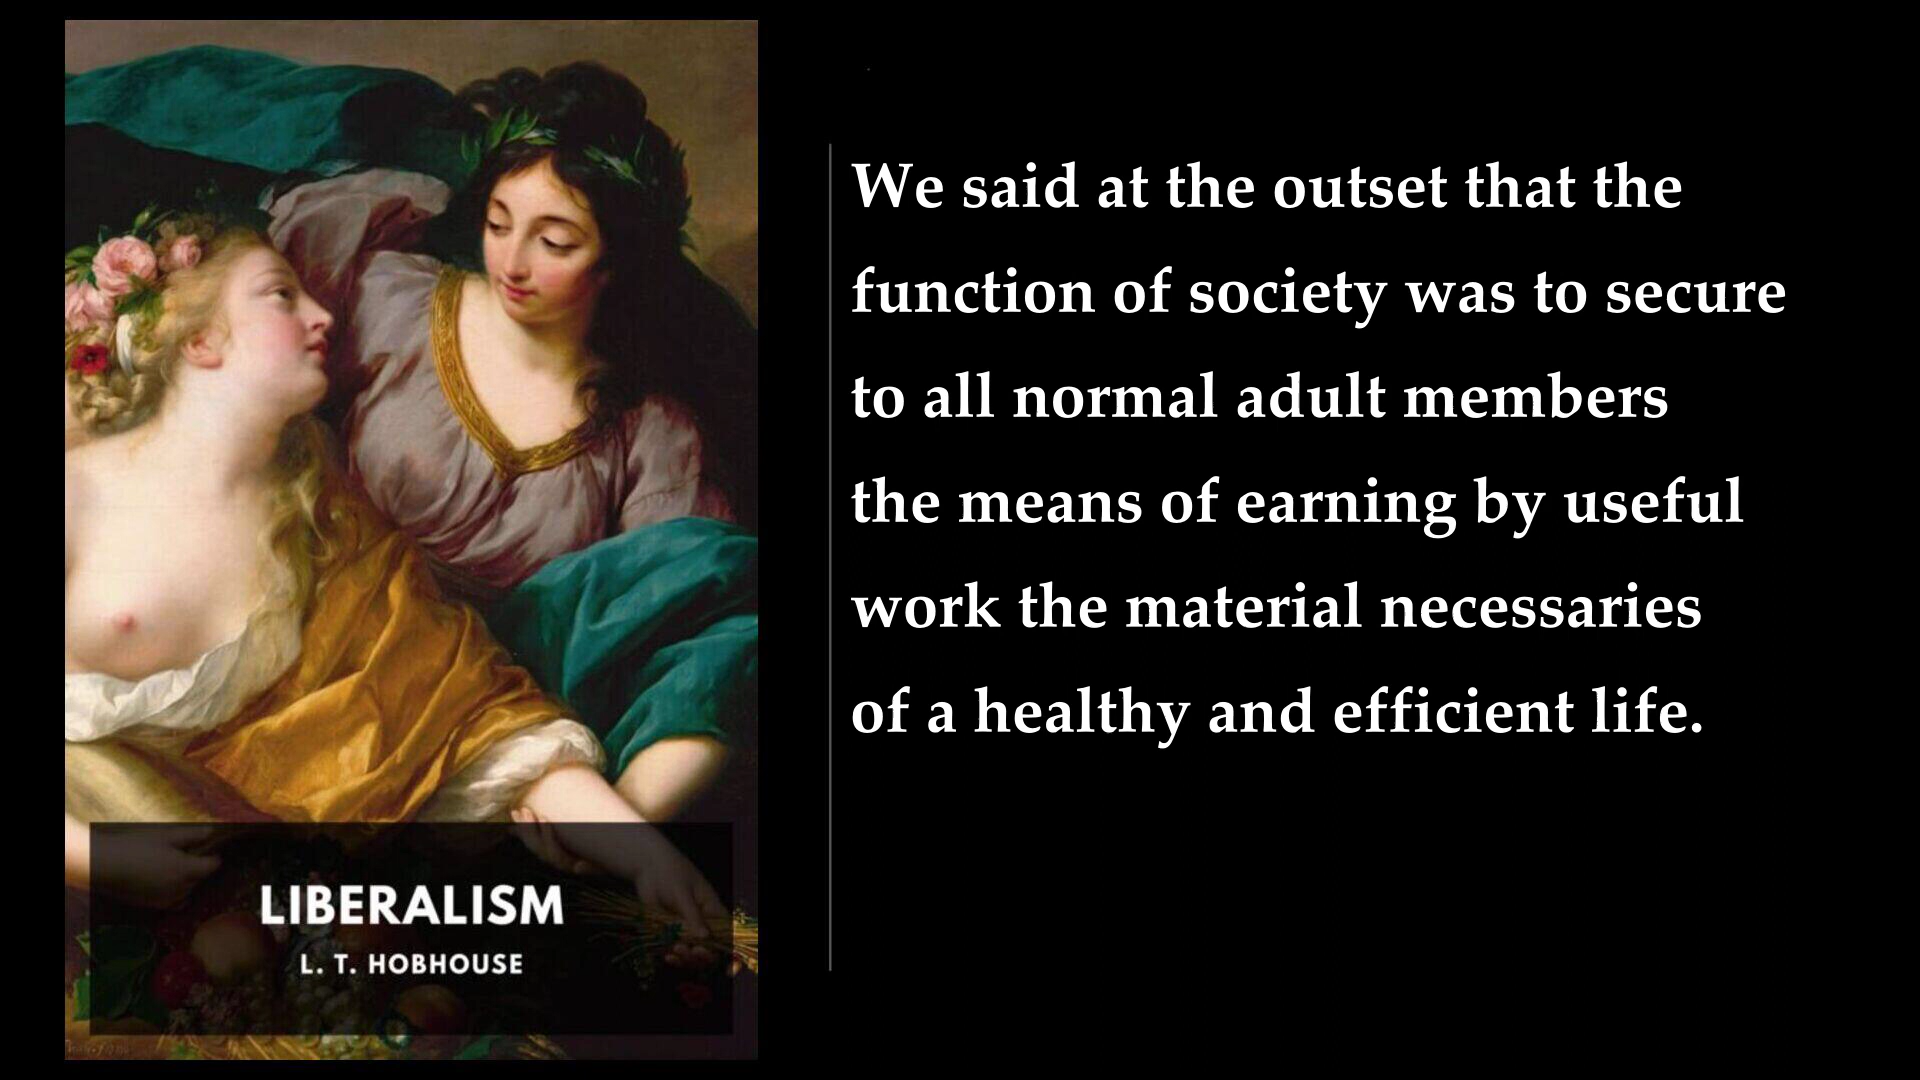 We said at the outset that the
function of society was to secure
to all normal adult members
the means of earning by useful
work the material necessaries
of a healthy and efficient life.
LIBERALISM
L. T. HOBHOUSE